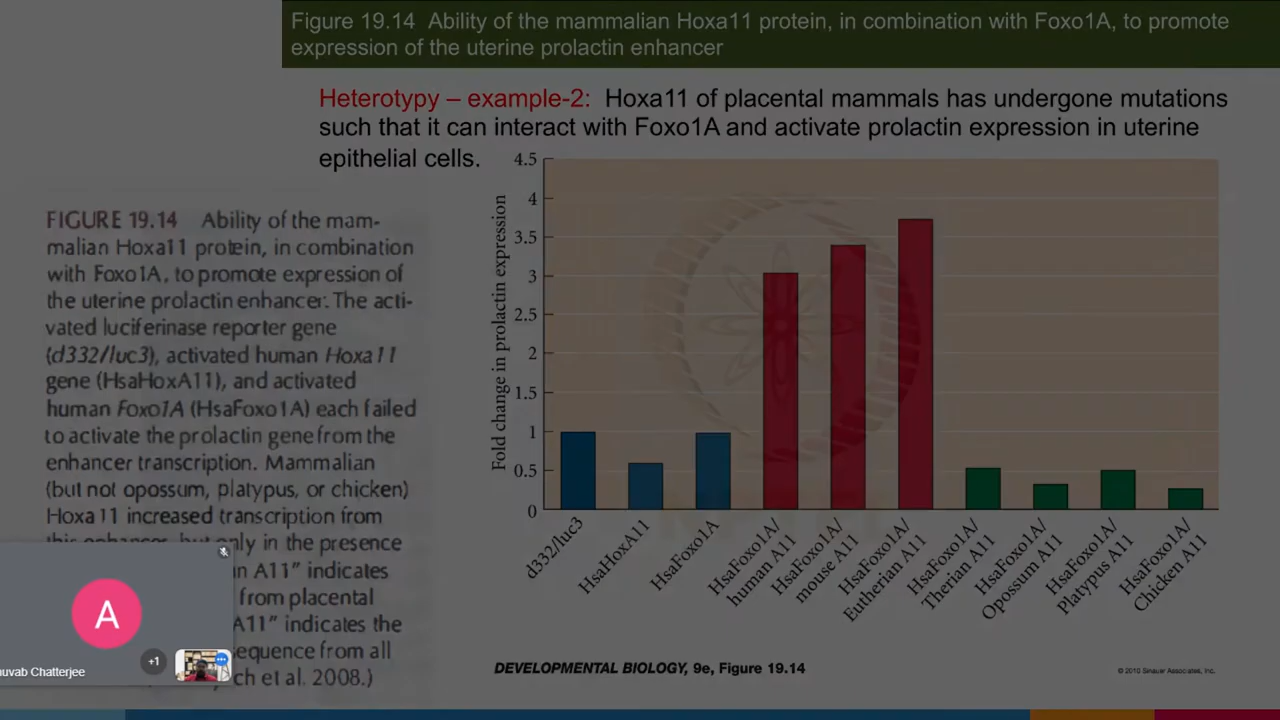 Figure 19.14 Ability of the mammalian Hoxa11 protein, in combination with Foxo1A, to promote
expression of the uterine prolactin enhancer
Heterotypy – example-2: Hoxa11 of placental mammals has undergone mutations
such that it can interact with Foxo1A and activate prolactin expression in uterine
epithelial cells.
FIGURE 19.14 Ability of the mam-
malian Hoxa11 protein, in combination
with Foxo1A, to promote expression of
the uterine prolactin enhancer. The acti-
vated luciferinase reporter gene
(d332/luc3), activated human Hoxa11
gene (HsaHoxA11), and activated
human Foxo1A (HsaFoxo1A) each failed
to activate the prolactin gene from the
enhancer transcription. Mammalian
(but not opossum, platypus, or chicken)
Hoxa11 increased transcription from
this enhancer, but only in the presence
A11" indicates
from placental
A11" indicates the
sequence from all
et al. 2008.)
A
+1
Chatterjee
Fold change in prolactin expression
4.5
4
3.5
3
2.5
2
1.5
1
0.5
0
d332/luc3
HsaHoxA11
HsaFoxo1A
HsaFoxo1A/
human A11
HsaFoxo1A/
mouse A11
HsaFoxo1A/
Eutherian A11
HsaFoxo1A/
Therian A11
HsaFoxo1A/
Opossum A11
HsaFoxo1A/
Platypus A11
HsaFoxo1A/
Chicken A11
DEVELOPMENTAL BIOLOGY, 9e, Figure 19.14
© 2010 Sinauer Associates, Inc.